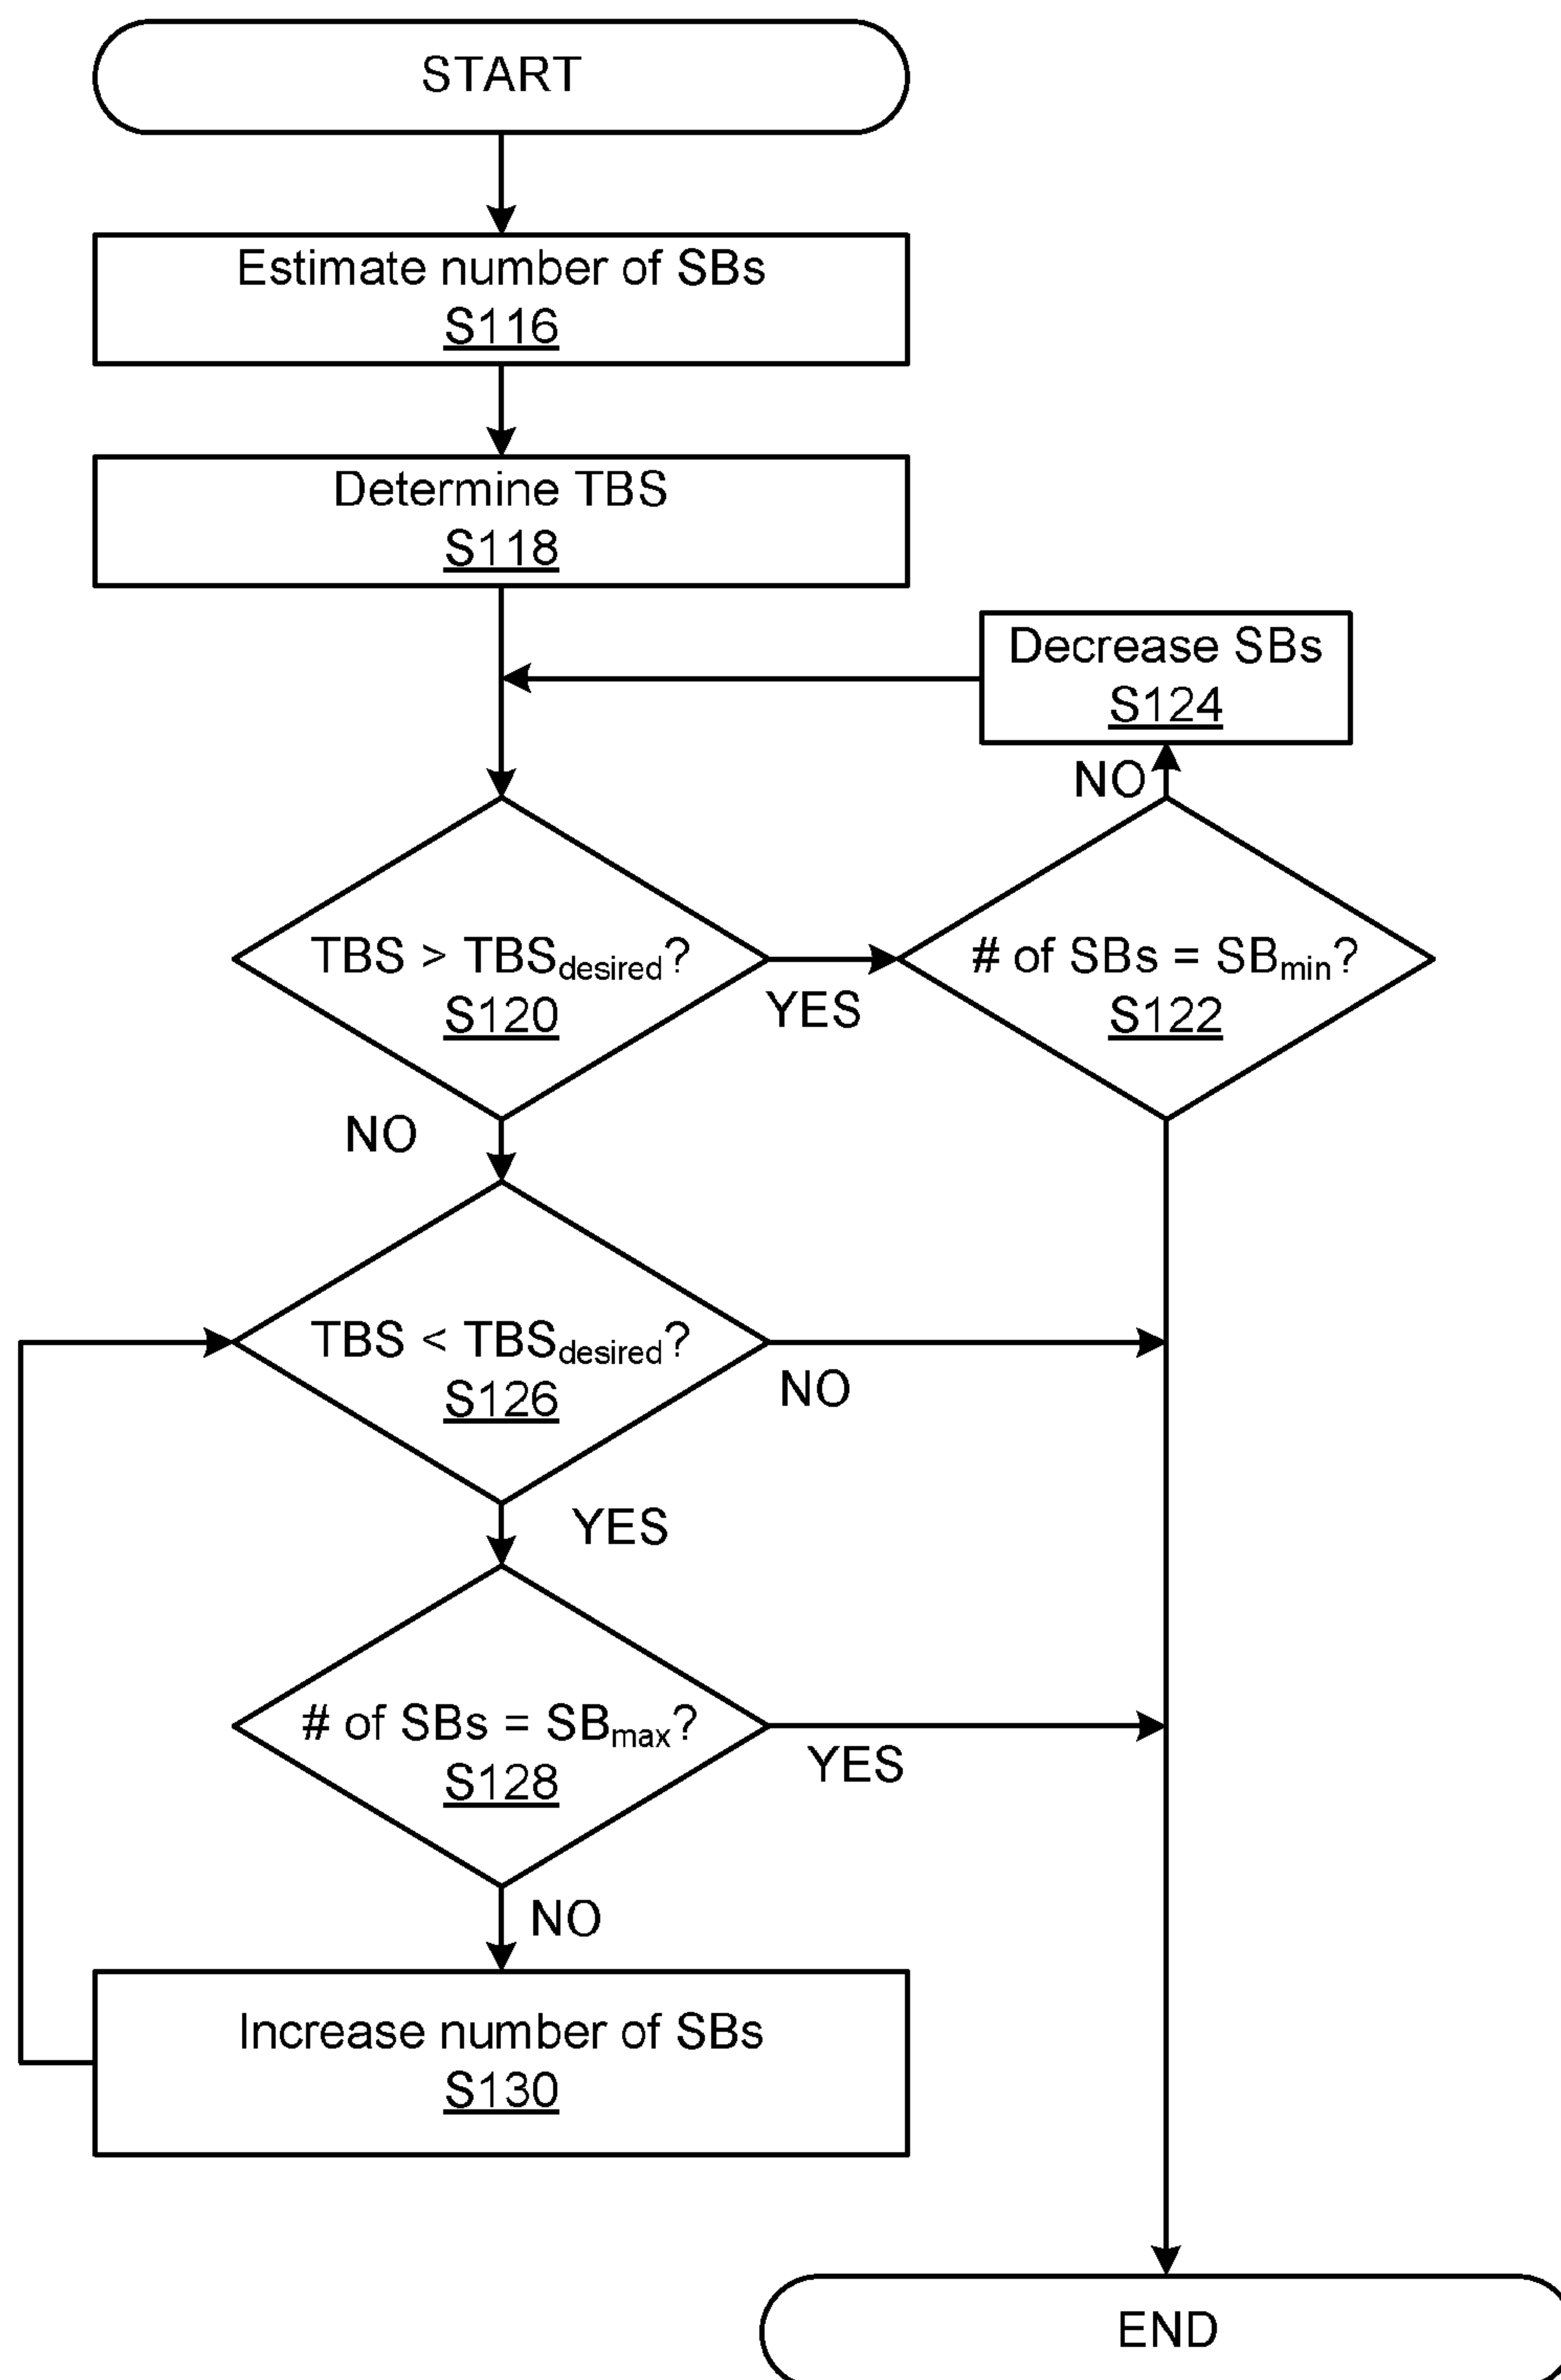 START
Estimate number of SBs
S116
Determine TBS
S118
Decrease SBs
S124
NO
TBS > TBSdesired?
S120
YES
# of SBs = SBmin?
S122
NO
TBS < TBSdesired?
S126
NO
YES
# of SBs = SBmax?
S128
YES
NO
Increase number of SBs
S130
END